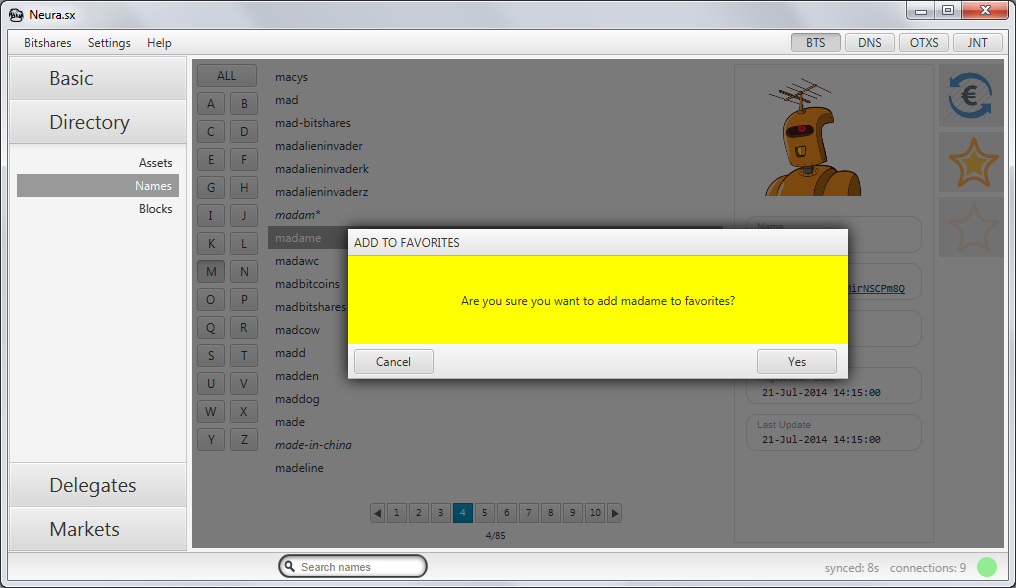 Neura.sx
Bitshares Settings Help
BTS DNS OTXS JNT
Basic
Directory
Assets
Names
Blocks
Delegates
Markets
ALL
A B
C D
E F
G H
I J
K L
M N
O P
Q R
S T
U V
W X
Y Z
macys
mad
mad-bitshares
madalieninvader
madalieninvaderk
madalieninvaderz
madam*
madame
madawc
madbitcoins
madbitshares
madcow
madd
madden
maddog
made
made-in-china
madeline
1 2 3 4 5 6 7 8 9 10
4/85
Name
ADD TO FAVORITES
Are you sure you want to add madame to favorites?
Cancel Yes
21-Jul-2014 14:15:00
Last Update
21-Jul-2014 14:15:00
Search names
synced: 8s connections: 9